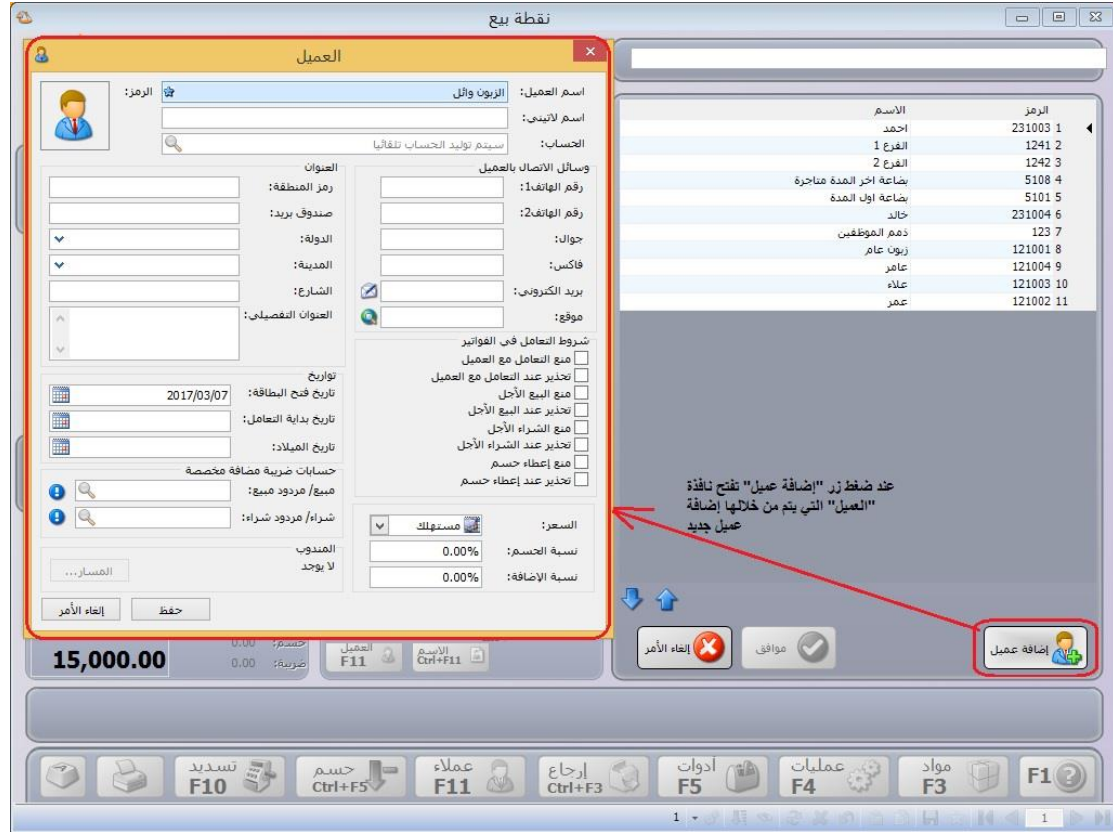 نقطة بيع
العميل
اسم العميل: الزبون وائل
الرمز:
اسم لاتيني:
الحساب: سيتم توليد الحساب تلقائيا
وسائل الاتصال بالعميل
رقم الهاتف1:
رقم الهاتف2:
جوال:
فاكس:
بريد الكتروني:
موقع:
العنوان
رمز المنطقة:
صندوق بريد:
الدولة:
المدينة:
الشارع:
العنوان التفصيلي:
شروط التعامل في الفواتير
منع التعامل مع العميل
تحذير عند التعامل مع العميل
منع البيع الأجل
تحذير عند البيع الأجل
منع الشراء الأجل
تحذير عند الشراء الأجل
منع إعطاء حسم
تحذير عند إعطاء حسم
تواريخ
تاريخ فتح البطاقة: 2017/03/07
تاريخ بداية التعامل:
تاريخ الميلاد:
حسابات ضريبة مضافة مخصصة
مبيع/ مردود مبيع:
شراء/ مردود شراء:
السعر: مستهلك
نسبة الحسم: 0.00%
نسبة الإضافة: 0.00%
المندوب
لا يوجد
المسار...
حفظ
إلغاء الأمر
الرمز الاسم
1 231003 احمد
2 1241 الفرع 1
3 1242 الفرع 2
4 5108 بضاعة اخر المدة متاجرة
5 5101 بضاعة اول المدة
6 231004 خالد
7 123 ذمم الموظفين
8 121001 زبون عام
9 121004 عامر
10 121003 علاء
11 121002 عمر
عند ضغط زر "إضافة عميل" تفتح نافذة
"العميل" التي يتم من خلالها إضافة
عميل جديد
إضافة عميل
موافق
إلغاء الأمر
الاسم
Ctrl+F11
العميل
F11
حسم: 0.00
ضريبة: 0.00
15,000.00
F1
مواد
F3
عمليات
F4
أدوات
F5
إرجاع
Ctrl+F3
عملاء
F11
حسم
Ctrl+F5
تسديد
F10
1
1